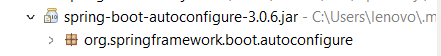 spring-boot-autoconfigure-3.0.6.jar - C:\Users\lenovo\.m
org.springframework.boot.autoconfigure